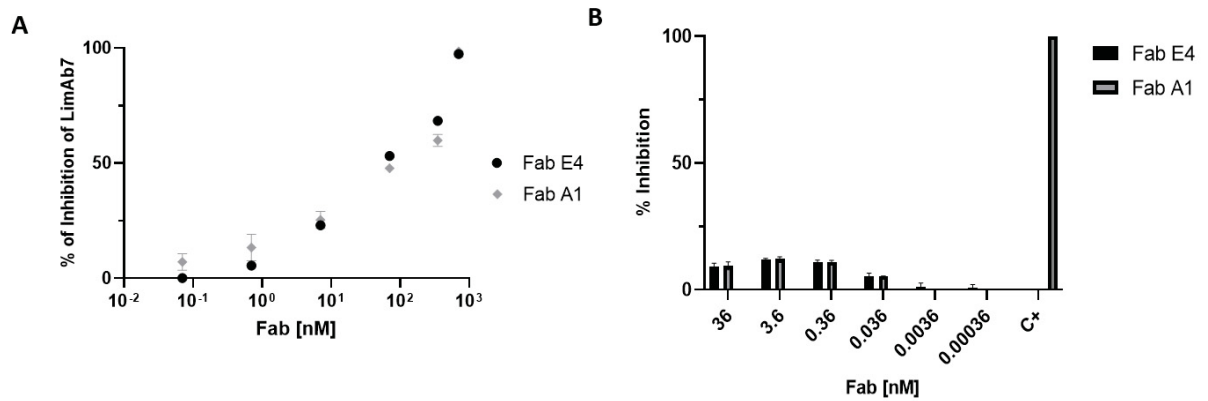 A
% of Inhibition of LimAb7
100
50
0
10-2
10-1
100
101
102
103
Fab [nM]
Fab E4
Fab A1
B
% Inhibition
100
50
0
36
3.6
0.36
0.036
0.0036
0.00036
C+
Fab [nM]
Fab E4
Fab A1